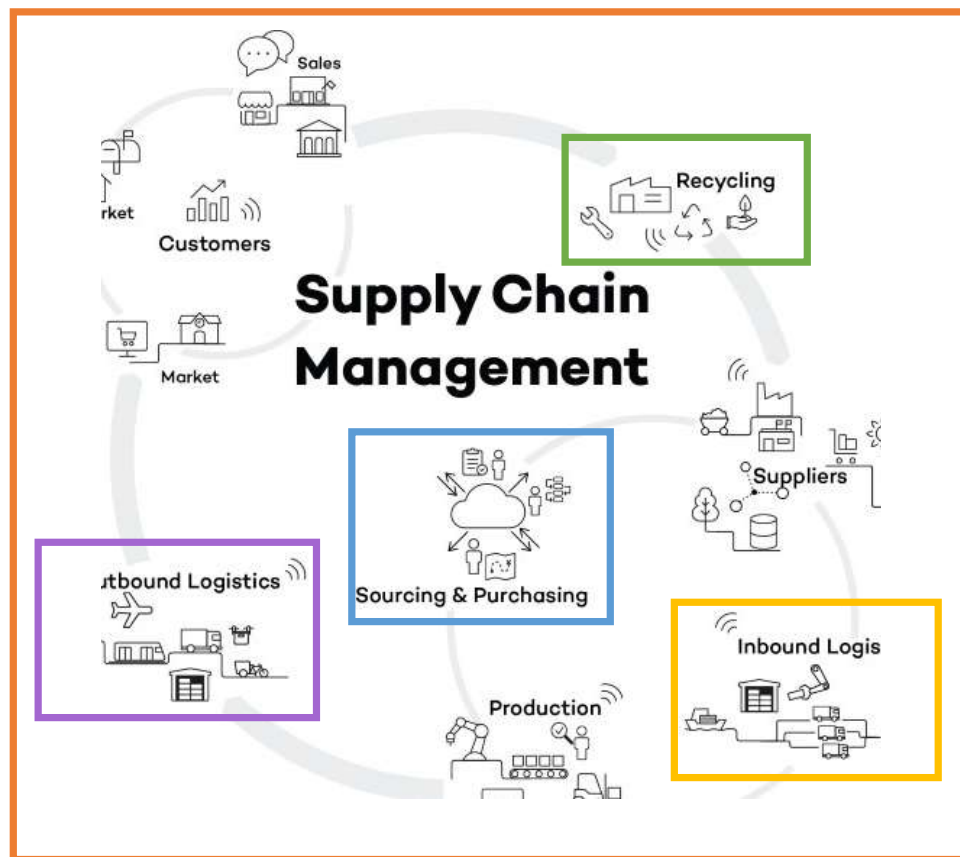 Sales
Recycling
rket
Customers
Supply Chain
Management
Market
Suppliers
utbound Logistics
Sourcing & Purchasing
Inbound Logis
Production